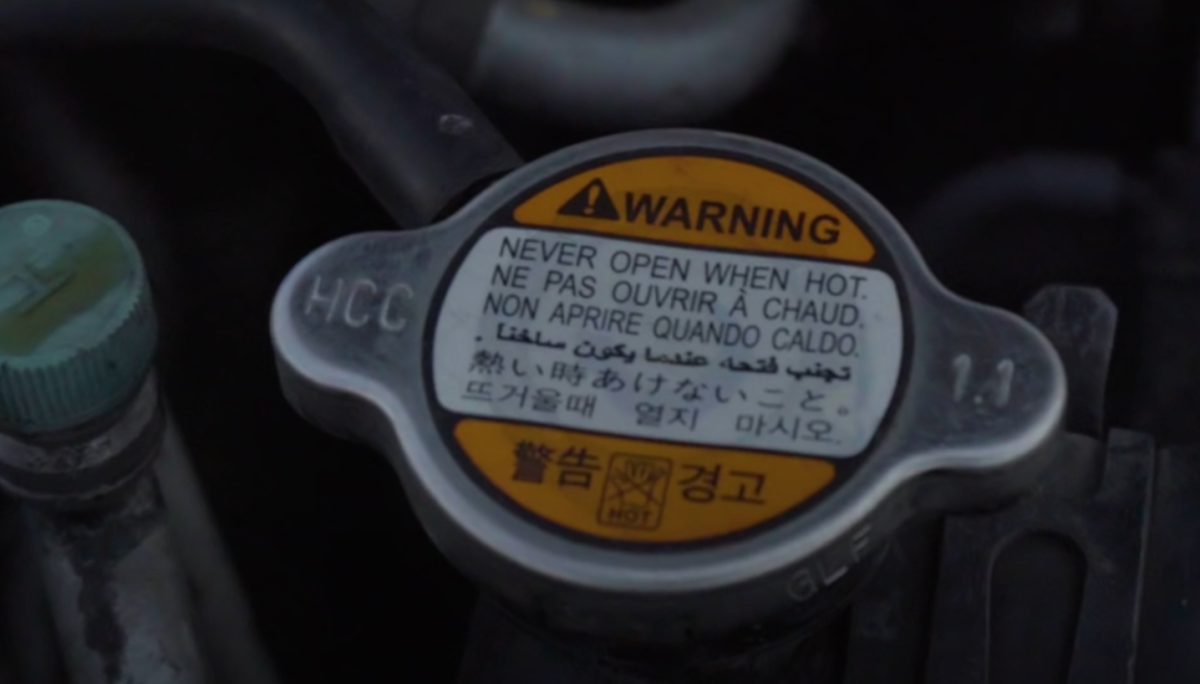 WARNING
NEVER OPEN WHEN HOT.
NE PAS OUVRIR À CHAUD.
NON APRIRE QUANDO CALDO.
تجنب فتحه عندما يكون ساخنا .
熱い時あけないこと。
뜨거울때 열지 마시오.
警告 경고
HOT
HCC
1.1
H